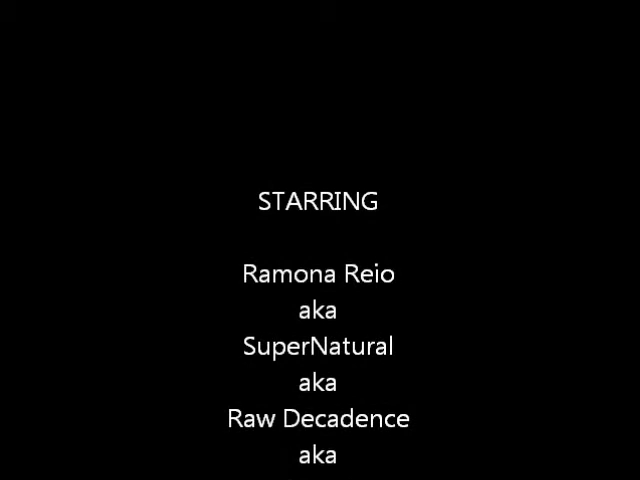 STARRING
Ramona Reio
aka
SuperNatural
aka
Raw Decadence
aka